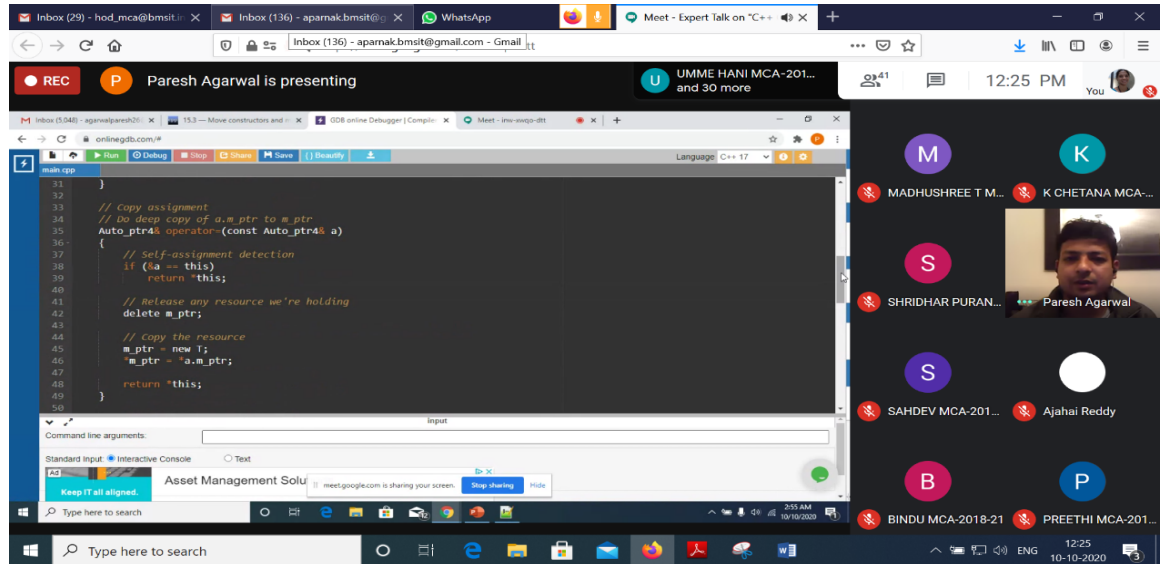 Inbox (29) - hod_mca@bmsit.in
Inbox (136) - aparnak.bmsit@g
WhatsApp
Meet - Expert Talk on "C++
Inbox (136) - aparnak.bmsit@gmail.com - Gmail
tt
REC
P
Paresh Agarwal is presenting
U
UMME HANI MCA-201...
and 30 more
41
12:25 PM
You
Inbox (5,048) - agarwalparesh26
15.3 — Move constructors and
GDB online Debugger | Compiler
Meet - inw-xwqo-dtt
onlinegdb.com/#
Run
Debug
Stop
Share
Save
{ } Beautify
Language C++ 17
main.cpp
31 }
32
33 // Copy assignment
34 // Do deep copy of a.m_ptr to m_ptr
35 Auto_ptr4& operator=(const Auto_ptr4& a)
36 {
37 // Self-assignment detection
38 if (&a == this)
39 return *this;
40
41 // Release any resource we're holding
42 delete m_ptr;
43
44 // Copy the resource
45 m_ptr = new T;
46 *m_ptr = *a.m_ptr;
47
48 return *this;
49 }
50
input
Command line arguments:
Standard Input: Interactive Console Text
Ad
Keep IT all aligned.
Asset Management Solu
meet.google.com is sharing your screen.
Stop sharing
Hide
Type here to search
2:55 AM
10/10/2020
M
MADHUSHREE T M...
K
K CHETANA MCA-...
S
SHRIDHAR PURAN...
Paresh Agarwal
S
SAHDEV MCA-201...
Ajahai Reddy
B
BINDU MCA-2018-21
P
PREETHI MCA-201...
Type here to search
ENG
12:25
10-10-2020
3